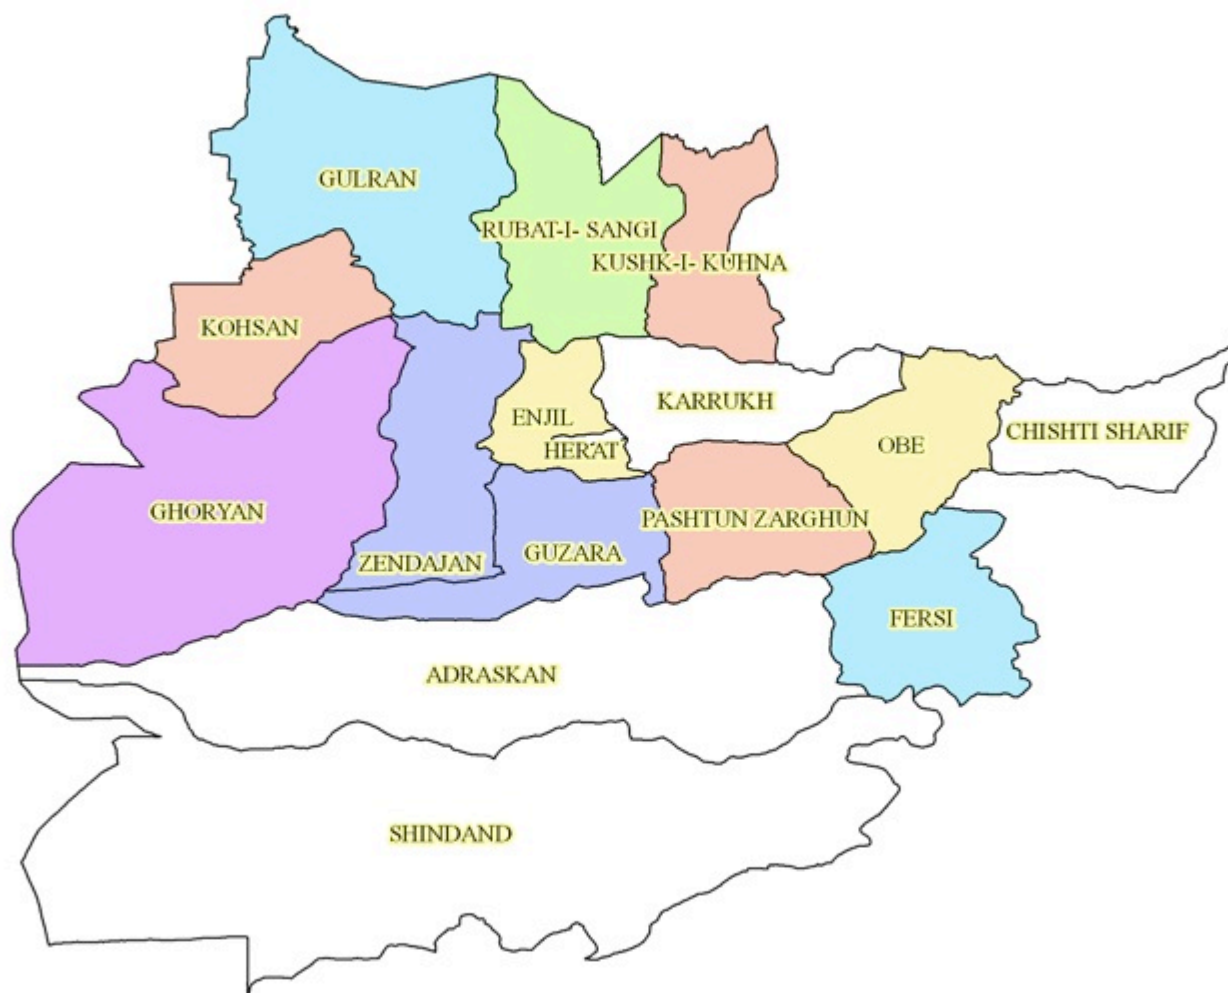 GULRAN
RUBAT-I- SANGI
KUSHK-I- KUHNA
KOHSAN
KARRUKH
ENJIL
CHISHTI SHARIF
OBE
HERAT
GHORYAN
PASHTUN ZARGHUN
GUZARA
ZENDAJAN
FERSI
ADRASKAN
SHINDAND